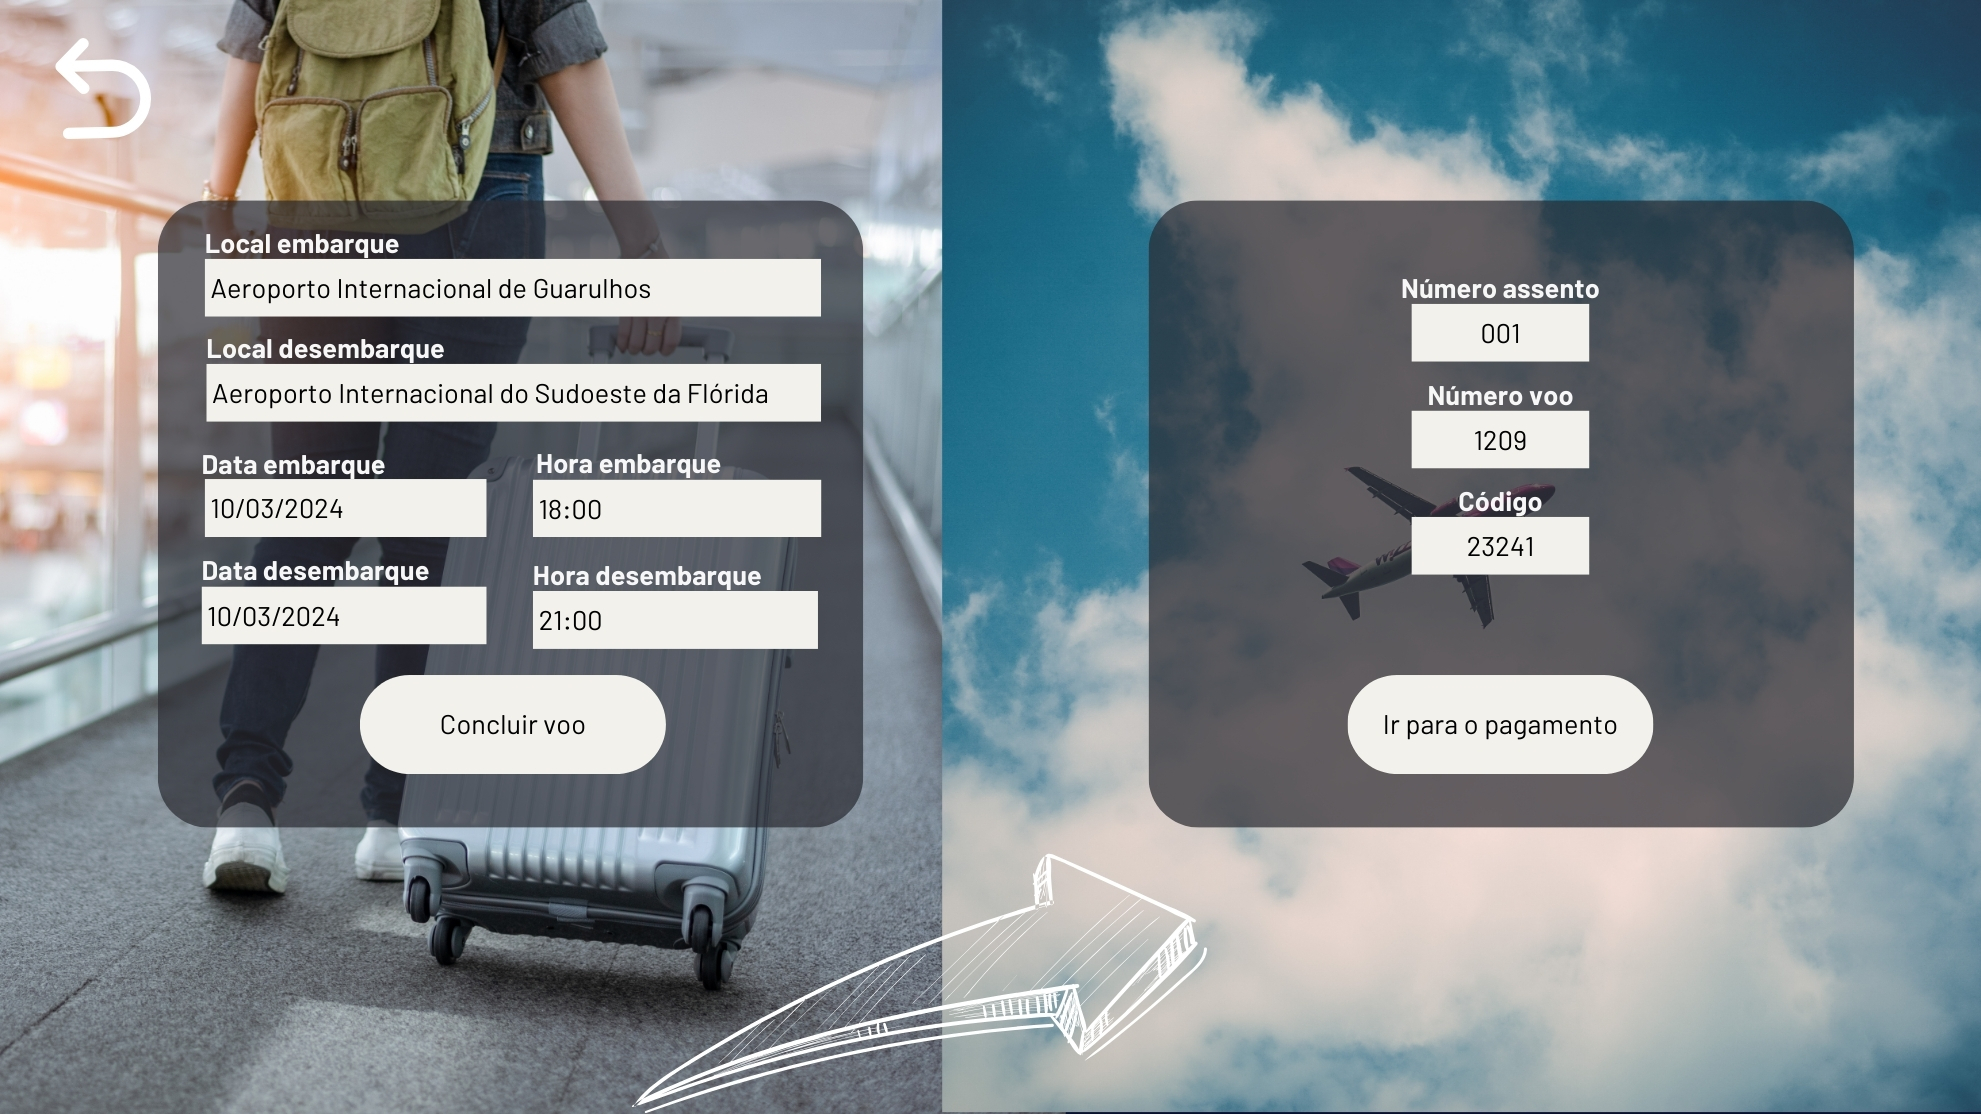 Local embarque
Aeroporto Internacional de Guarulhos
Local desembarque
Aeroporto Internacional do Sudoeste da Flórida
Data embarque
Hora embarque
10/03/2024
18:00
Data desembarque
Hora desembarque
10/03/2024
21:00
Concluir voo
Número assento
001
Número voo
1209
Código
23241
Ir para o pagamento